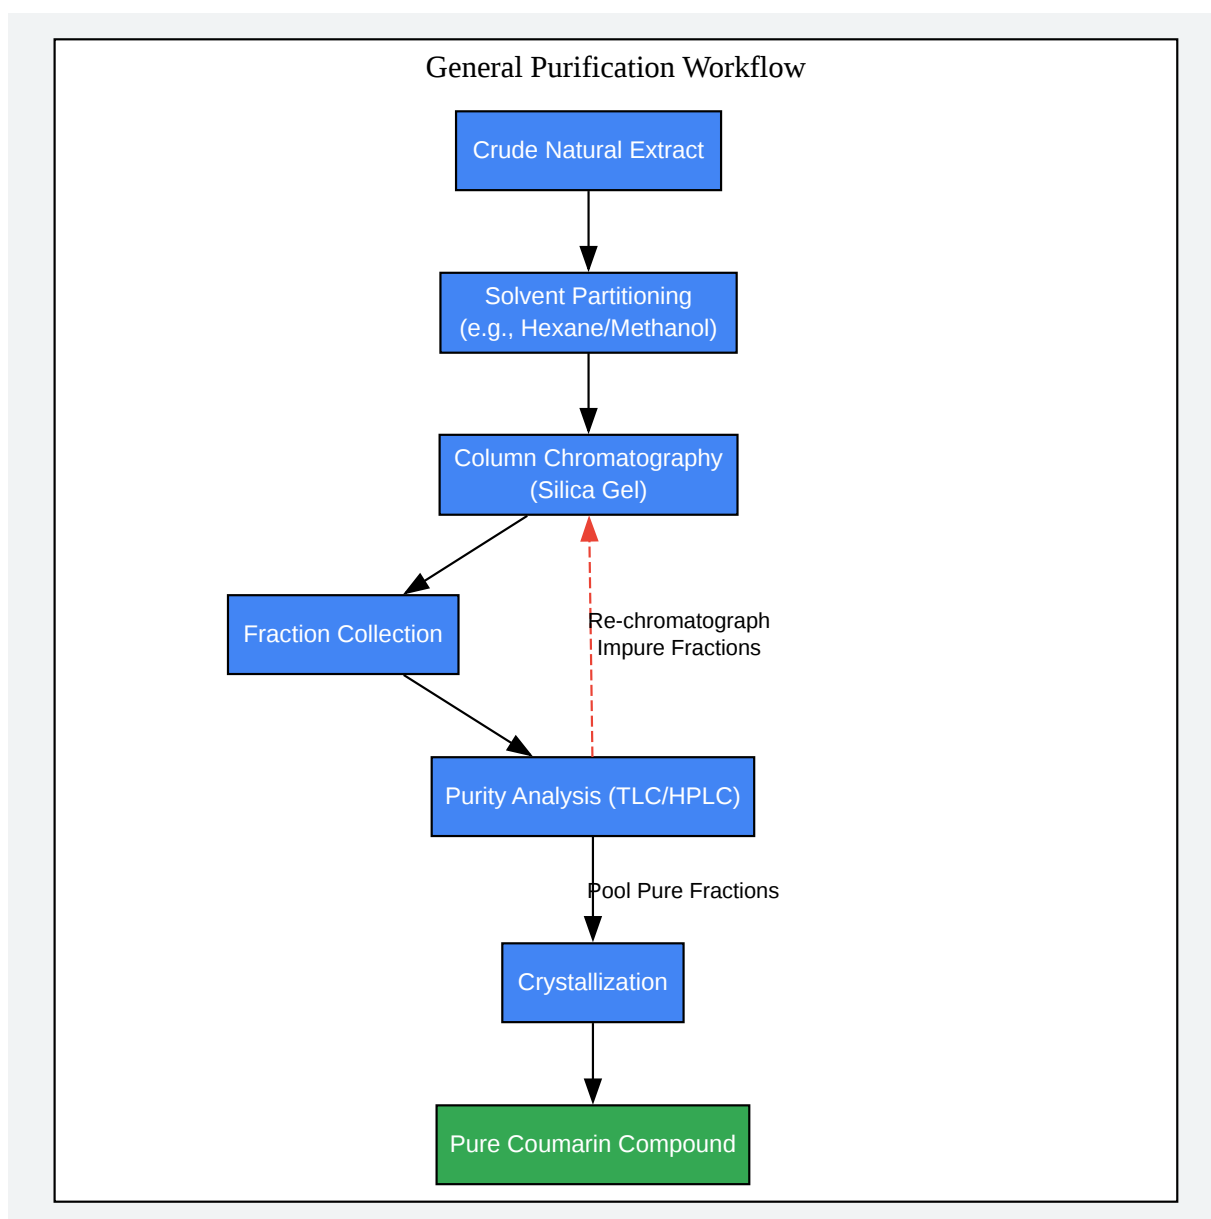 General Purification Workflow
Crude Natural Extract
Solvent Partitioning
(e.g., Hexane/Methanol)
Column Chromatography
(Silica Gel)
Fraction Collection
Re-chromatograph
Impure Fractions
Purity Analysis (TLC/HPLC)
Pool Pure Fractions
Crystallization
Pure Coumarin Compound